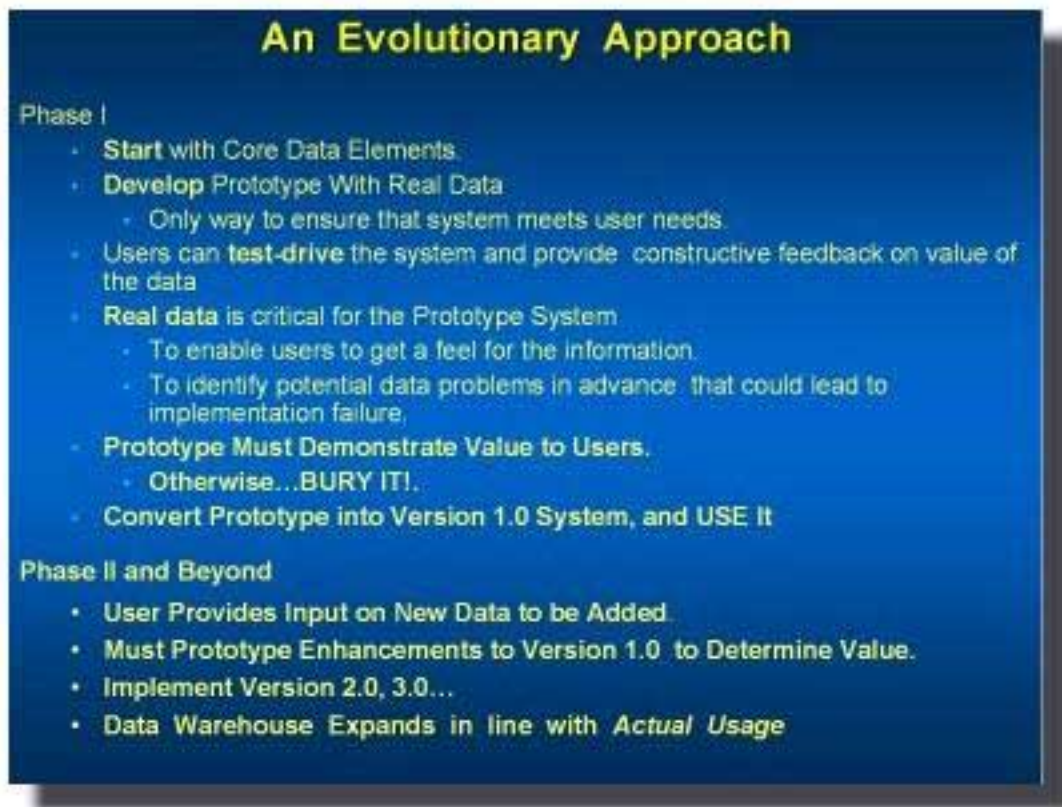 An Evolutionary Approach
Phase I
Start with Core Data Elements.
Develop Prototype With Real Data
Only way to ensure that system meets user needs.
Users can test-drive the system and provide constructive feedback on value of
the data
Real data is critical for the Prototype System
To enable users to get a feel for the information.
To identify potential data problems in advance that could lead to
implementation failure.
Prototype Must Demonstrate Value to Users.
Otherwise...BURY IT!.
Convert Prototype into Version 1.0 System, and USE It
Phase II and Beyond
• User Provides Input on New Data to be Added.
• Must Prototype Enhancements to Version 1.0 to Determine Value.
• Implement Version 2.0, 3.0...
• Data Warehouse Expands in line with Actual Usage